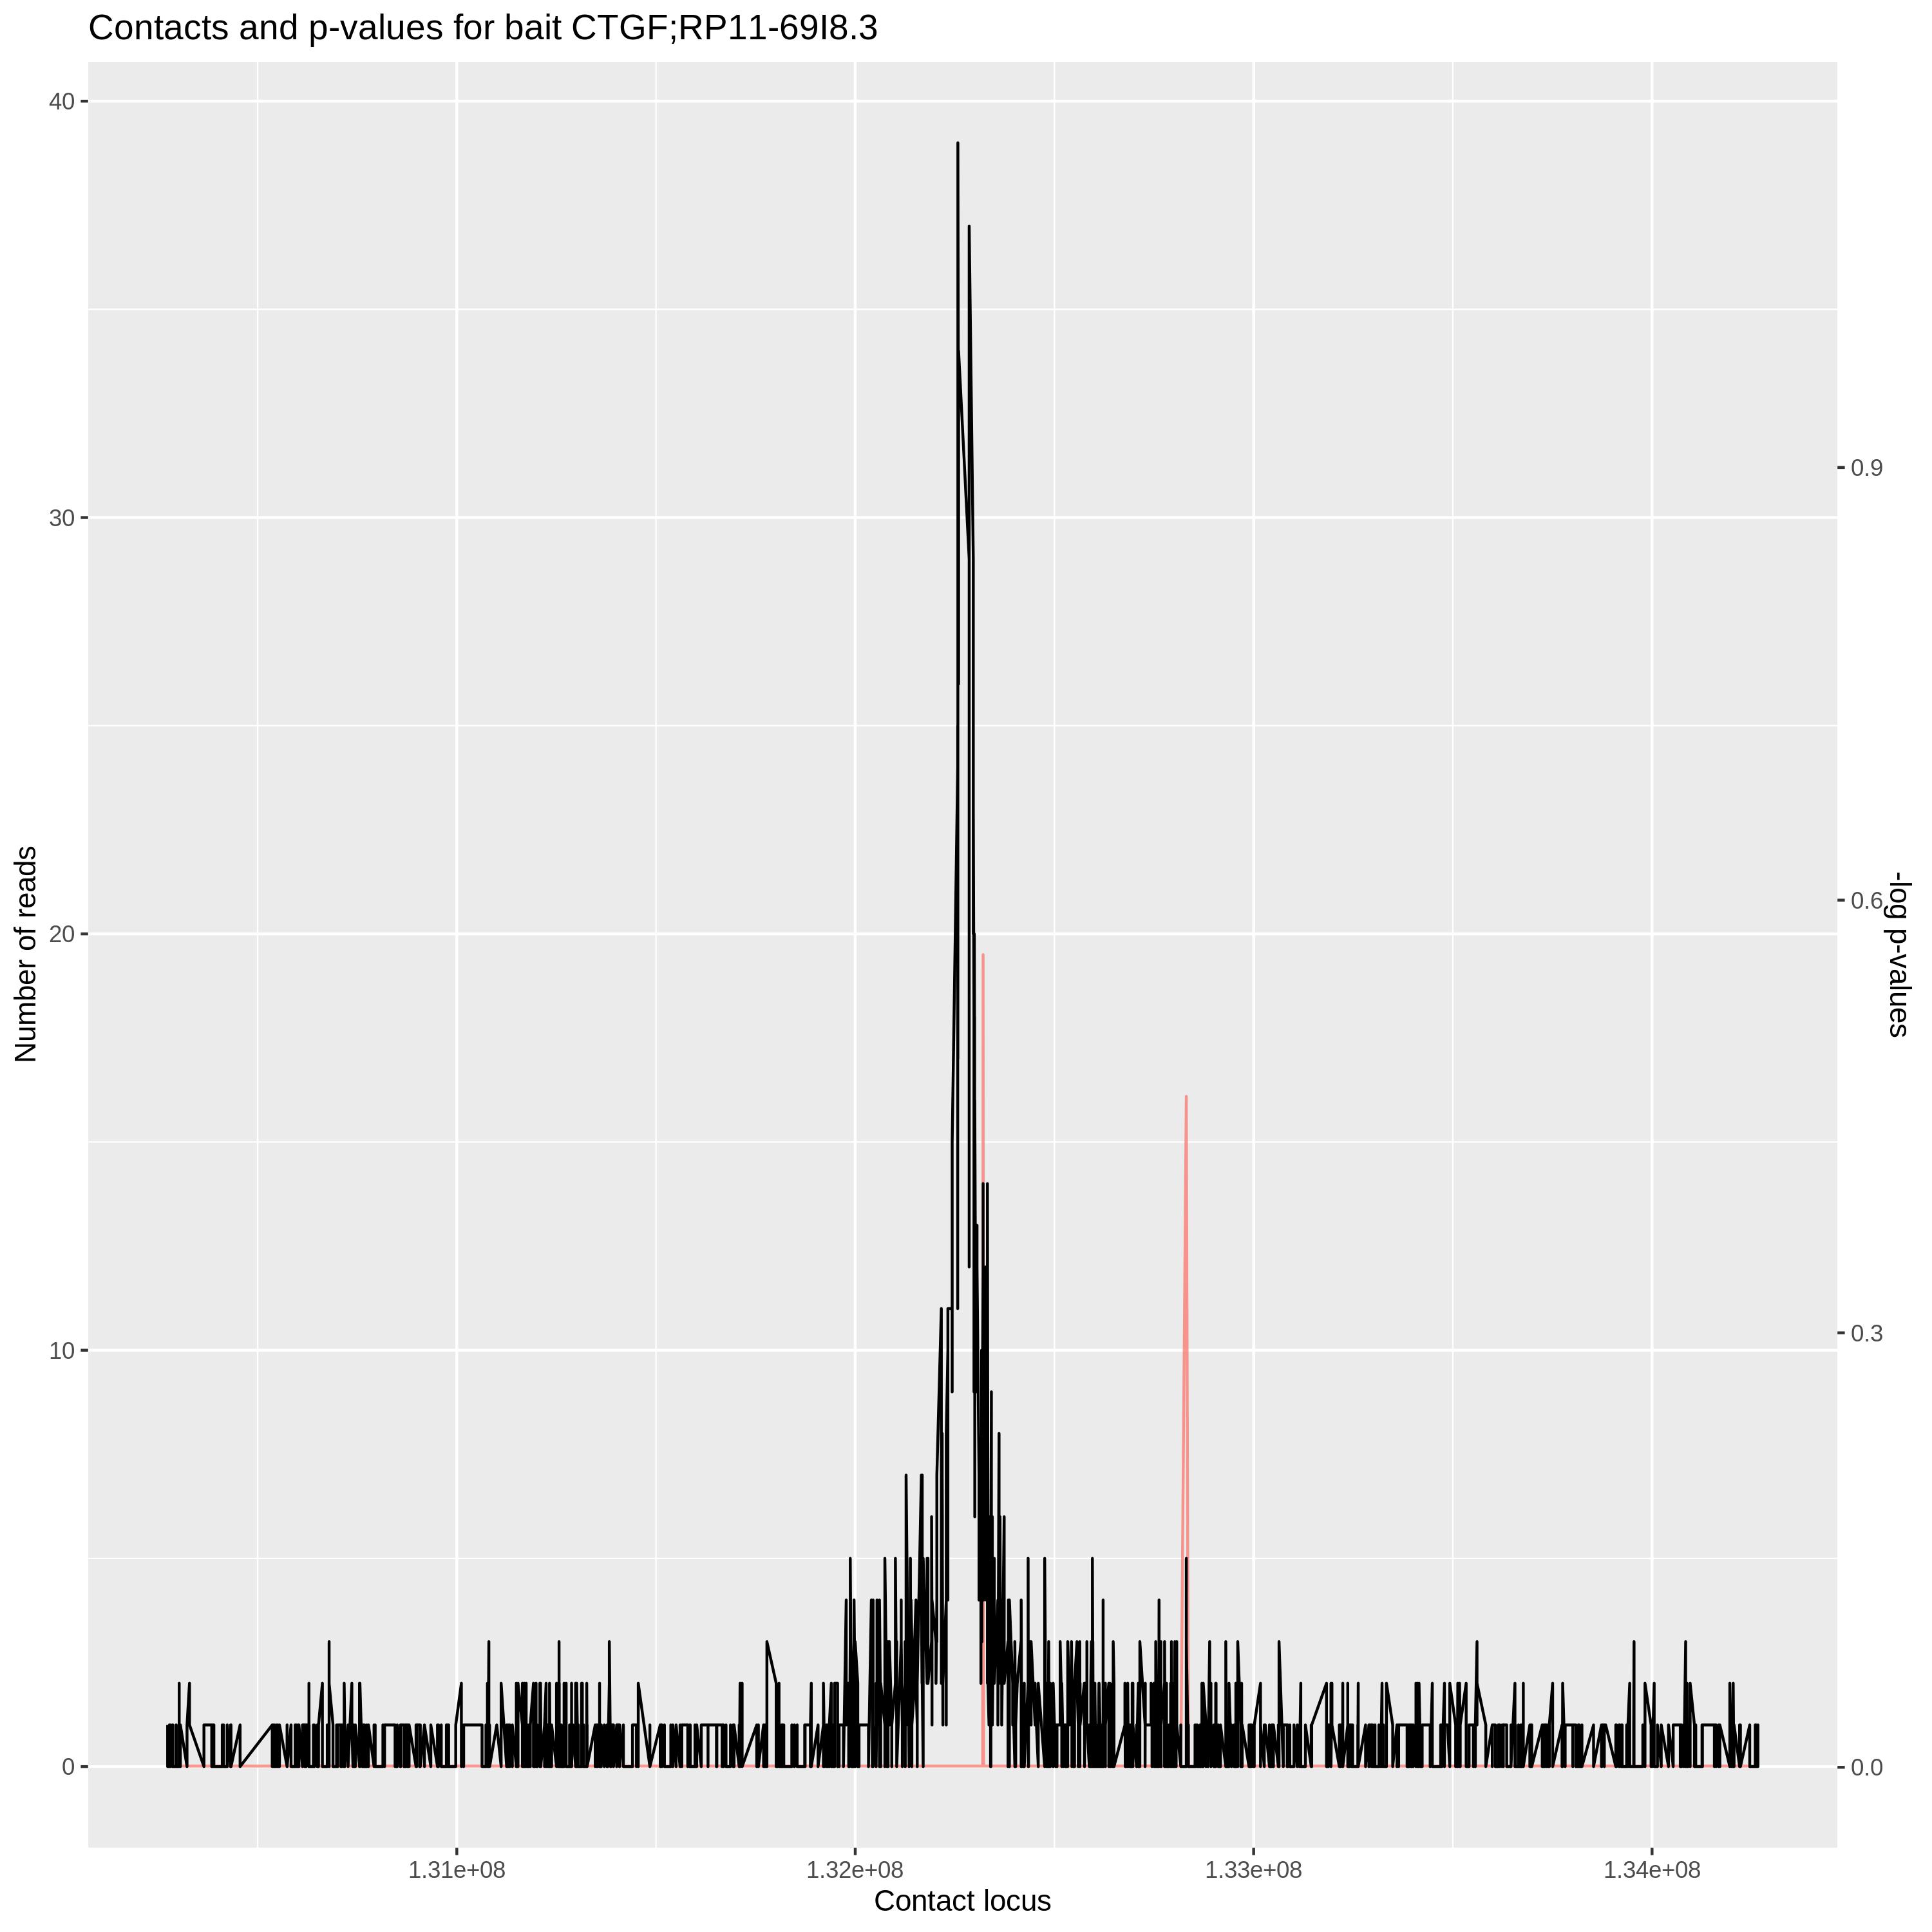 Contacts and p-values for bait CTGF;RP11-69I8.3
40
30
20
10
0
Number of reads
0.9
0.6
0.3
0.0
-log p-values
1.31e+08
1.32e+08
1.33e+08
1.34e+08
Contact locus